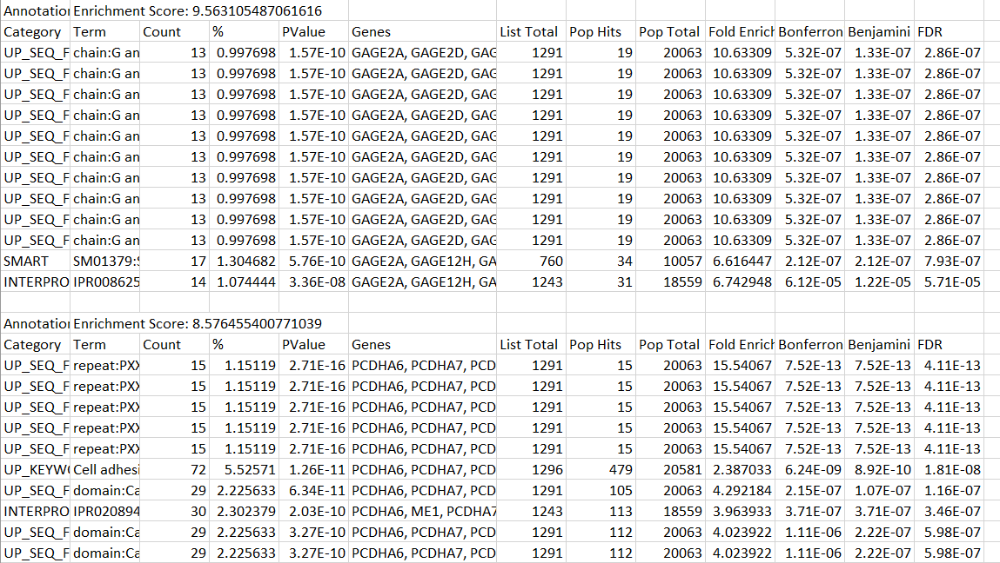 Annotation Enrichment Score: 9.563105487061616
Category Term Count % PValue Genes List Total Pop Hits Pop Total Fold Enrich Bonferron Benjamini FDR
UP_SEQ_F chain:G an 13 0.997698 1.57E-10 GAGE2A, GAGE2D, GAG 1291 19 20063 10.63309 5.32E-07 1.33E-07 2.86E-07
UP_SEQ_F chain:G an 13 0.997698 1.57E-10 GAGE2A, GAGE2D, GAG 1291 19 20063 10.63309 5.32E-07 1.33E-07 2.86E-07
UP_SEQ_F chain:G an 13 0.997698 1.57E-10 GAGE2A, GAGE2D, GAG 1291 19 20063 10.63309 5.32E-07 1.33E-07 2.86E-07
UP_SEQ_F chain:G an 13 0.997698 1.57E-10 GAGE2A, GAGE2D, GAG 1291 19 20063 10.63309 5.32E-07 1.33E-07 2.86E-07
UP_SEQ_F chain:G an 13 0.997698 1.57E-10 GAGE2A, GAGE2D, GAG 1291 19 20063 10.63309 5.32E-07 1.33E-07 2.86E-07
UP_SEQ_F chain:G an 13 0.997698 1.57E-10 GAGE2A, GAGE2D, GAG 1291 19 20063 10.63309 5.32E-07 1.33E-07 2.86E-07
UP_SEQ_F chain:G an 13 0.997698 1.57E-10 GAGE2A, GAGE2D, GAG 1291 19 20063 10.63309 5.32E-07 1.33E-07 2.86E-07
UP_SEQ_F chain:G an 13 0.997698 1.57E-10 GAGE2A, GAGE2D, GAG 1291 19 20063 10.63309 5.32E-07 1.33E-07 2.86E-07
UP_SEQ_F chain:G an 13 0.997698 1.57E-10 GAGE2A, GAGE2D, GAG 1291 19 20063 10.63309 5.32E-07 1.33E-07 2.86E-07
UP_SEQ_F chain:G an 13 0.997698 1.57E-10 GAGE2A, GAGE2D, GAG 1291 19 20063 10.63309 5.32E-07 1.33E-07 2.86E-07
SMART SM01379:S 17 1.304682 5.76E-10 GAGE2A, GAGE12H, GA 760 34 10057 6.616447 2.12E-07 2.12E-07 7.93E-07
INTERPRO IPR008625 14 1.074444 3.36E-08 GAGE2A, GAGE12H, GA 1243 31 18559 6.742948 6.12E-05 1.22E-05 5.71E-05
Annotation Enrichment Score: 8.576455400771039
Category Term Count % PValue Genes List Total Pop Hits Pop Total Fold Enrich Bonferron Benjamini FDR
UP_SEQ_F repeat:PXX 15 1.15119 2.71E-16 PCDHA6, PCDHA7, PCD 1291 15 20063 15.54067 7.52E-13 7.52E-13 4.11E-13
UP_SEQ_F repeat:PXX 15 1.15119 2.71E-16 PCDHA6, PCDHA7, PCD 1291 15 20063 15.54067 7.52E-13 7.52E-13 4.11E-13
UP_SEQ_F repeat:PXX 15 1.15119 2.71E-16 PCDHA6, PCDHA7, PCD 1291 15 20063 15.54067 7.52E-13 7.52E-13 4.11E-13
UP_SEQ_F repeat:PXX 15 1.15119 2.71E-16 PCDHA6, PCDHA7, PCD 1291 15 20063 15.54067 7.52E-13 7.52E-13 4.11E-13
UP_SEQ_F repeat:PXX 15 1.15119 2.71E-16 PCDHA6, PCDHA7, PCD 1291 15 20063 15.54067 7.52E-13 7.52E-13 4.11E-13
UP_KEYWO Cell adhesi 72 5.52571 1.26E-11 PCDHA6, PCDHA7, PCD 1296 479 20581 2.387033 6.24E-09 8.92E-10 1.81E-08
UP_SEQ_F domain:Ca 29 2.225633 6.34E-11 PCDHA6, PCDHA7, PCD 1291 105 20063 4.292184 2.15E-07 1.07E-07 1.16E-07
INTERPRO IPR020894 30 2.302379 2.03E-10 PCDHA6, ME1, PCDHA7 1243 113 18559 3.963933 3.71E-07 3.71E-07 3.46E-07
UP_SEQ_F domain:Ca 29 2.225633 3.27E-10 PCDHA6, PCDHA7, PCD 1291 112 20063 4.023922 1.11E-06 2.22E-07 5.98E-07
UP_SEQ_F domain:Ca 29 2.225633 3.27E-10 PCDHA6, PCDHA7, PCD 1291 112 20063 4.023922 1.11E-06 2.22E-07 5.98E-07